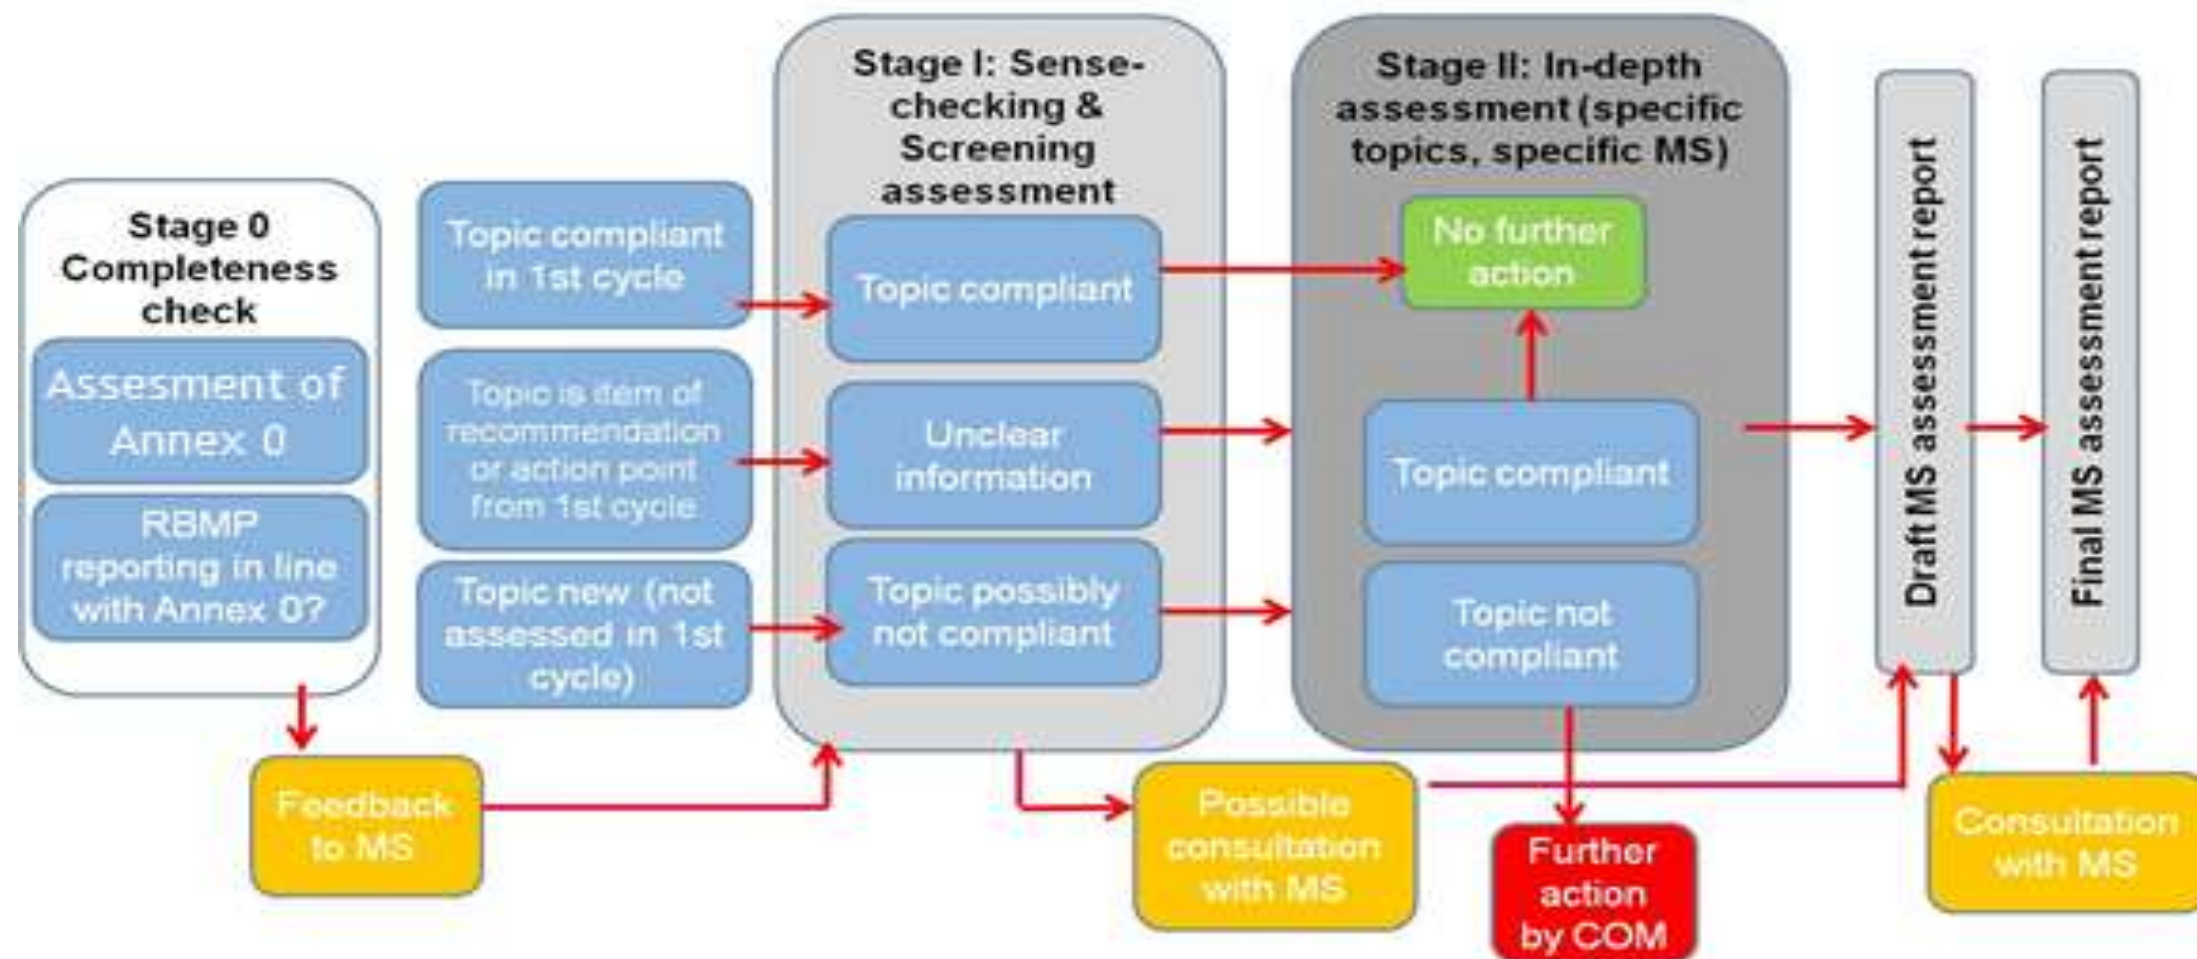 Stage 0
Completeness
check
Assesment of
Annex 0
RBMP
reporting in line
with Annex 0?
Feedback
to MS
Topic compliant
in 1st cycle
Topic is item of
recommendation
or action point
from 1st cycle
Topic new (not
assessed in 1st
cycle)
Stage I: Sense-
checking &
Screening
assessment
Topic compliant
Unclear
information
Topic possibly
not compliant
Possible
consultation
with MS
Stage II: In-depth
assessment (specific
topics, specific MS)
No further
action
Topic compliant
Topic not
compliant
Further
action
by COM
Draft MS assessment report
Final MS assessment report
Consultation
with MS